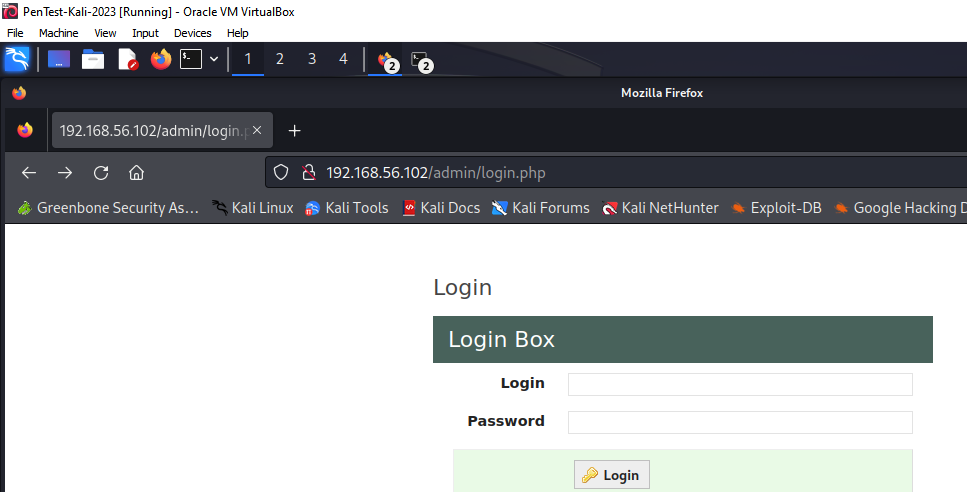 PenTest-Kali-2023 [Running] - Oracle VM VirtualBox
File Machine View Input Devices Help
1 2 3 4 2 2
Mozilla Firefox
192.168.56.102/admin/login.p
192.168.56.102/admin/login.php
Greenbone Security As… Kali Linux Kali Tools Kali Docs Kali Forums Kali NetHunter Exploit-DB Google Hacking D
Login
Login Box
Login
Password
Login